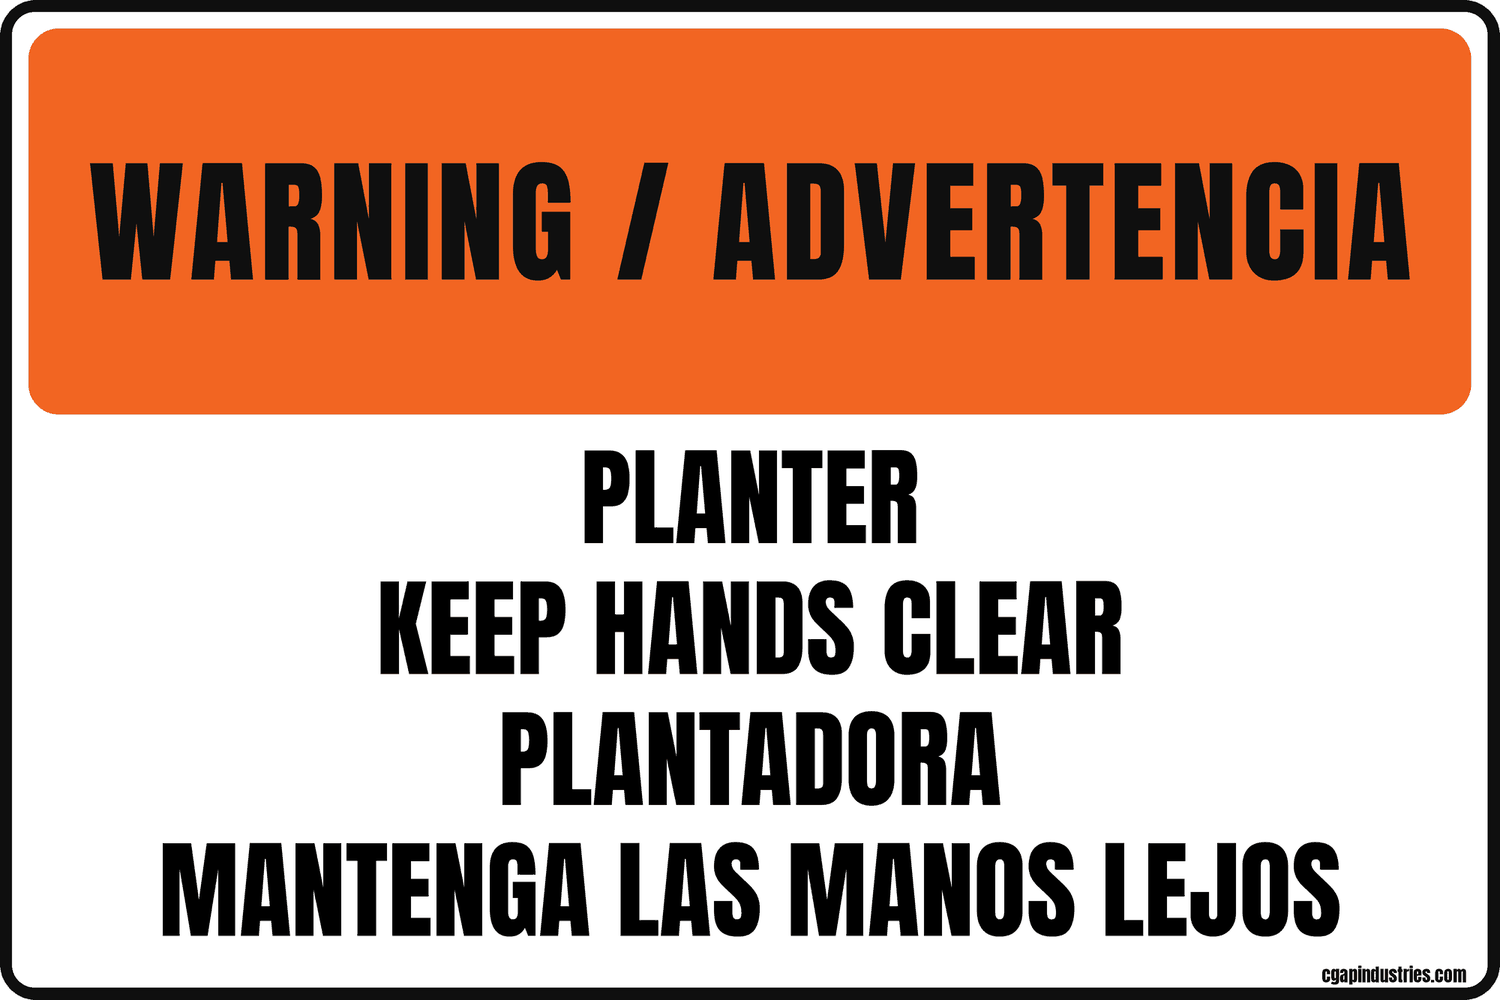 WARNING / ADVERTENCIA
PLANTER
KEEP HANDS CLEAR
PLANTADORA
MANTENGA LAS MANOS LEJOS
cgapindustries.com